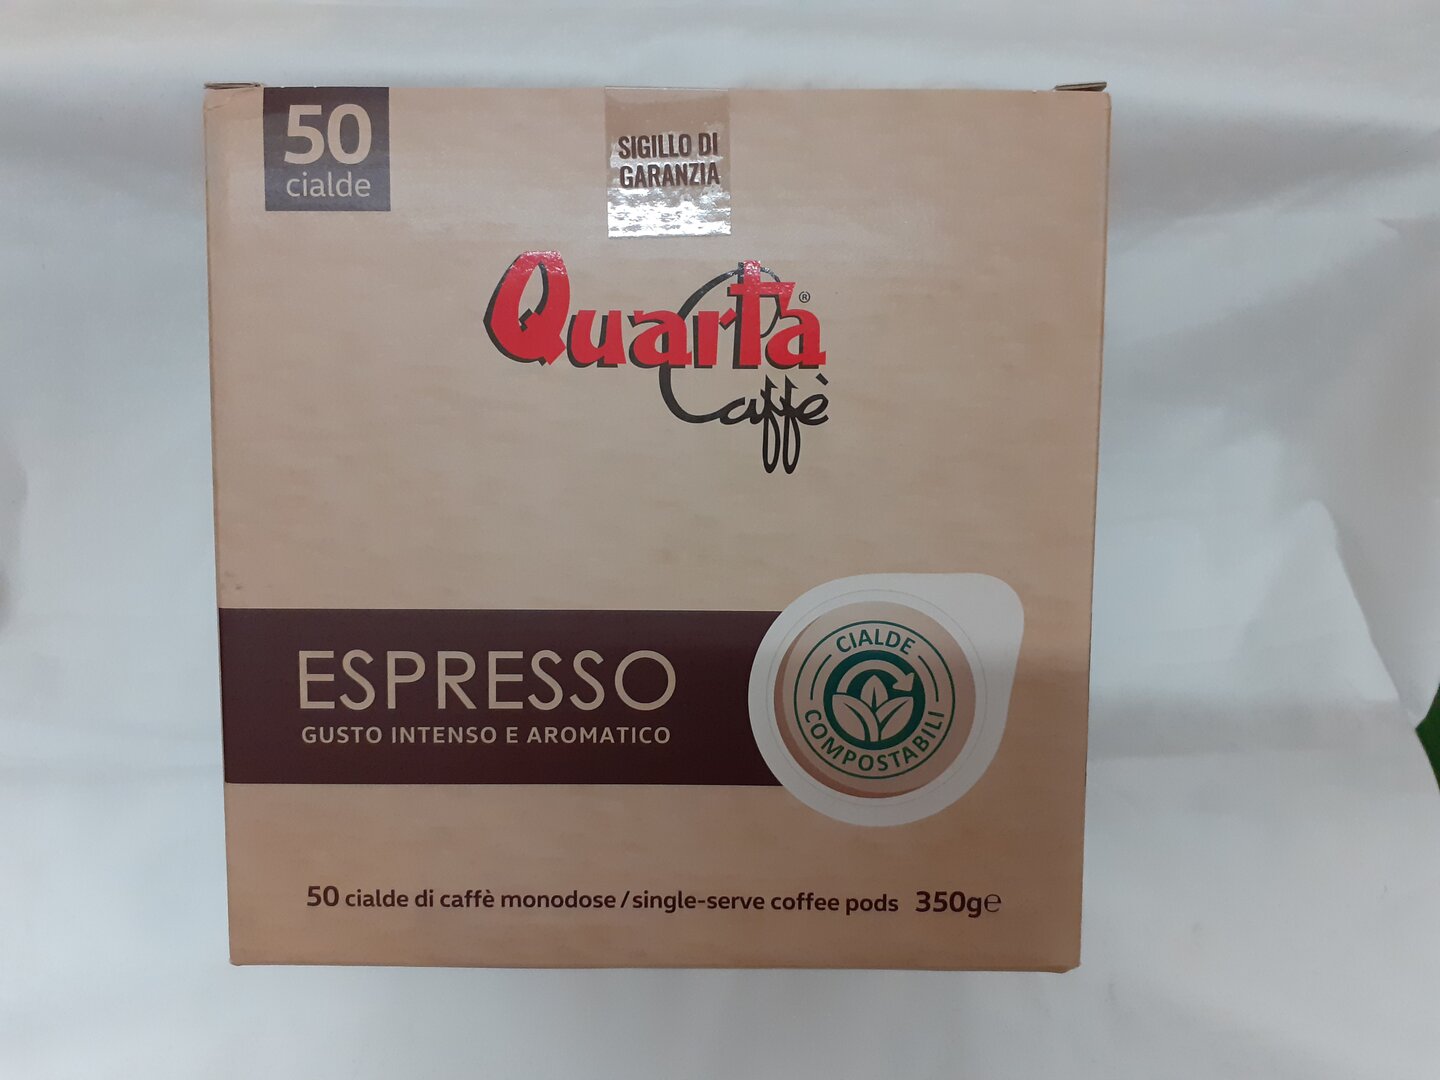 50
cialde
SIGILLO DI
GARANZIA
Quarta®
Caffè
ESPRESSO
GUSTO INTENSO E AROMATICO
CIALDE
COMPOSTABILI
50 cialde di caffè monodose / single-serve coffee pods 350g℮